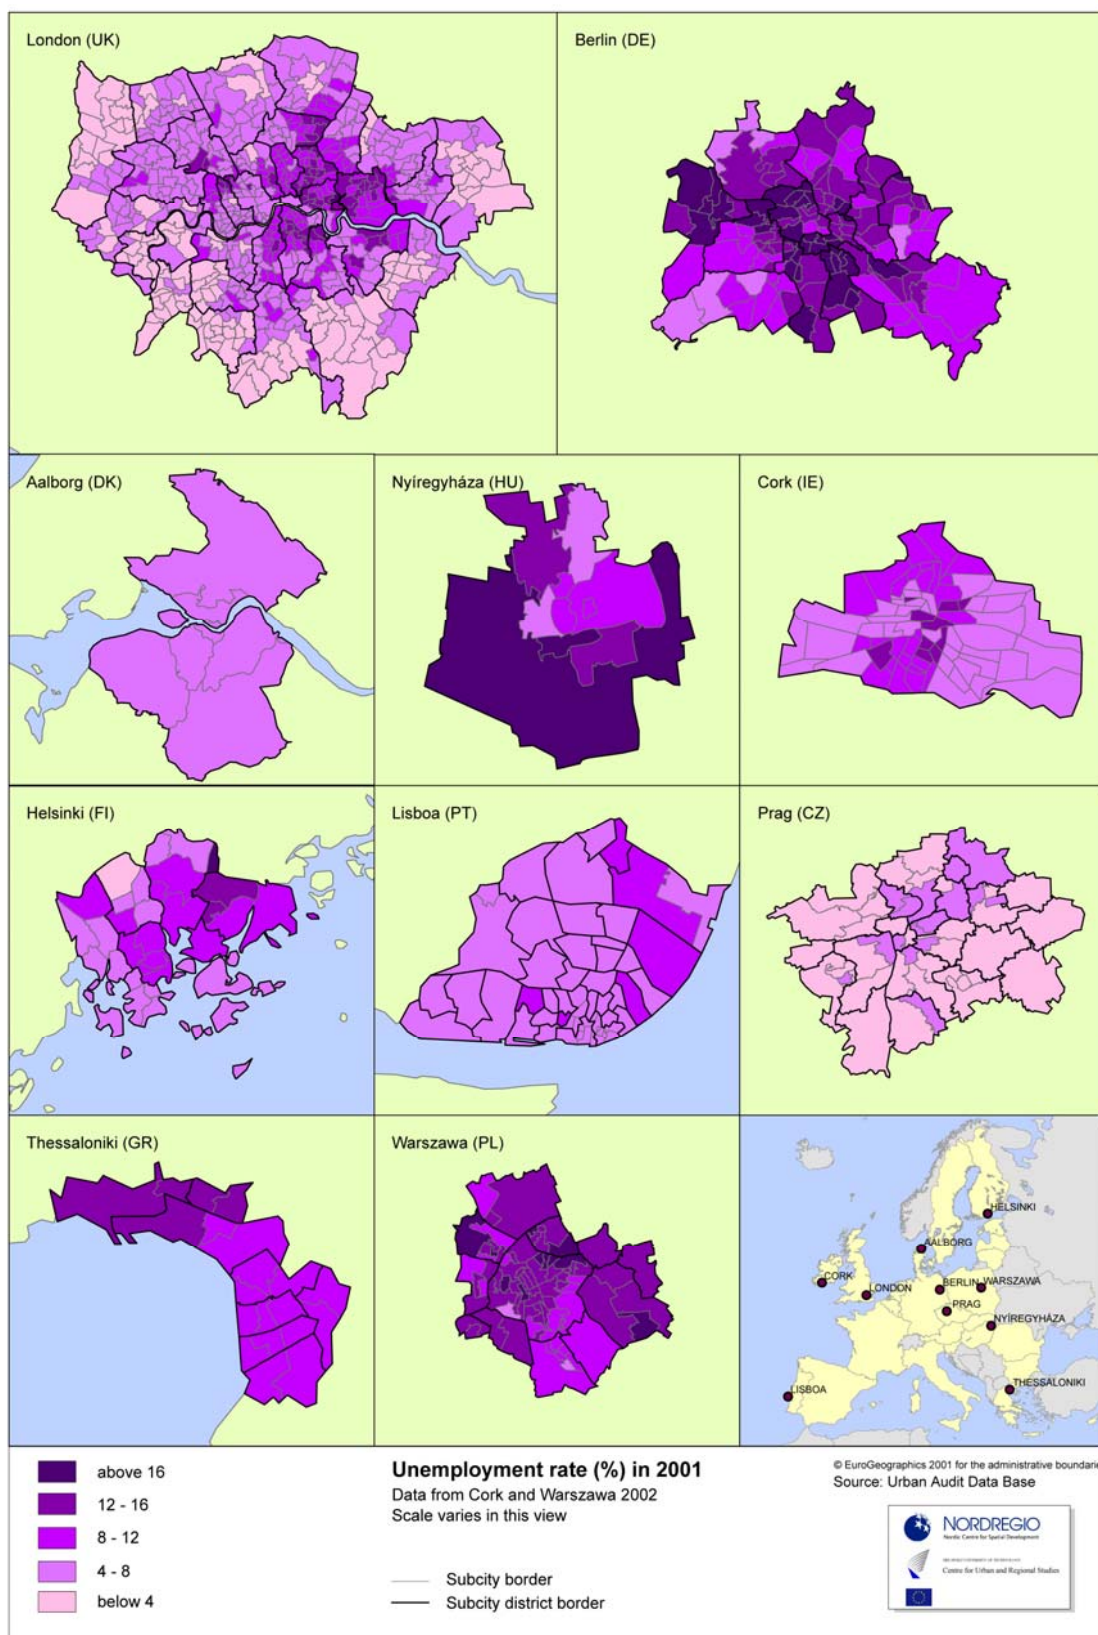 London (UK)
Berlin (DE)
Aalborg (DK)
Nyíregyháza (HU)
Cork (IE)
Helsinki (FI)
Lisboa (PT)
Prag (CZ)
Thessaloniki (GR)
Warszawa (PL)
HELSINKI
AALBORG
CORK
LONDON
BERLIN
WARSZAWA
PRAG
NYÍREGYHÁZA
LISBOA
THESSALONIKI
above 16
12 - 16
8 - 12
4 - 8
below 4
Unemployment rate (%) in 2001
Data from Cork and Warszawa 2002
Scale varies in this view
Subcity border
Subcity district border
© EuroGeographics 2001 for the administrative boundarie
Source: Urban Audit Data Base
NORDREGIO
Nordic Centre for Spatial Development
Centre for Urban and Regional Studies